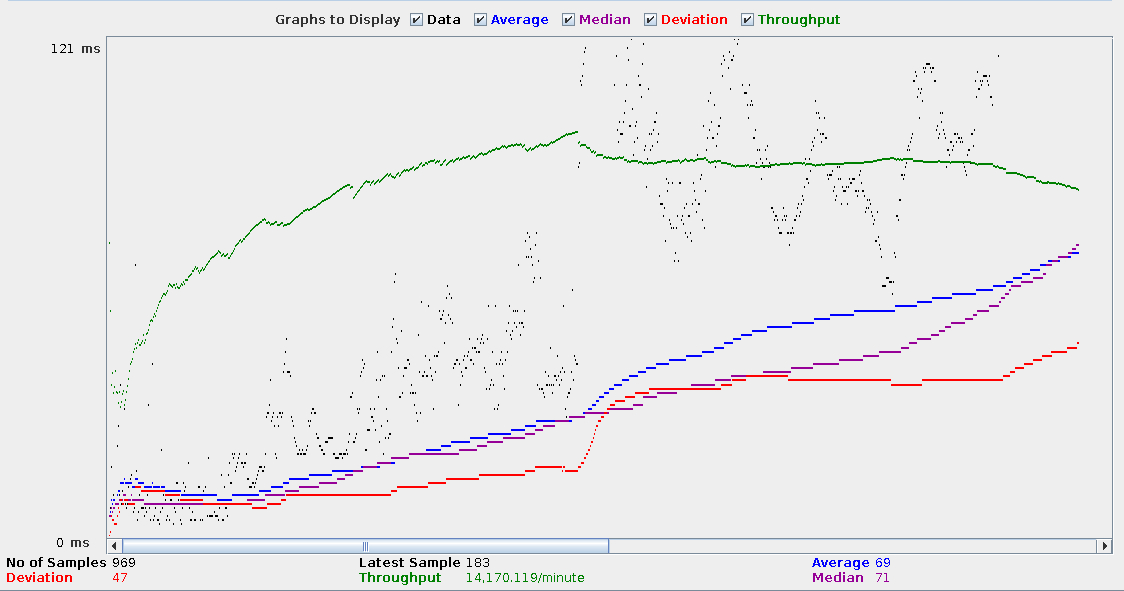 Graphs to Display Data Average Median Deviation Throughput
121 ms
0 ms
No of Samples 969 Latest Sample 183 Average 69
Deviation 47 Throughput 14,170.119/minute Median 71